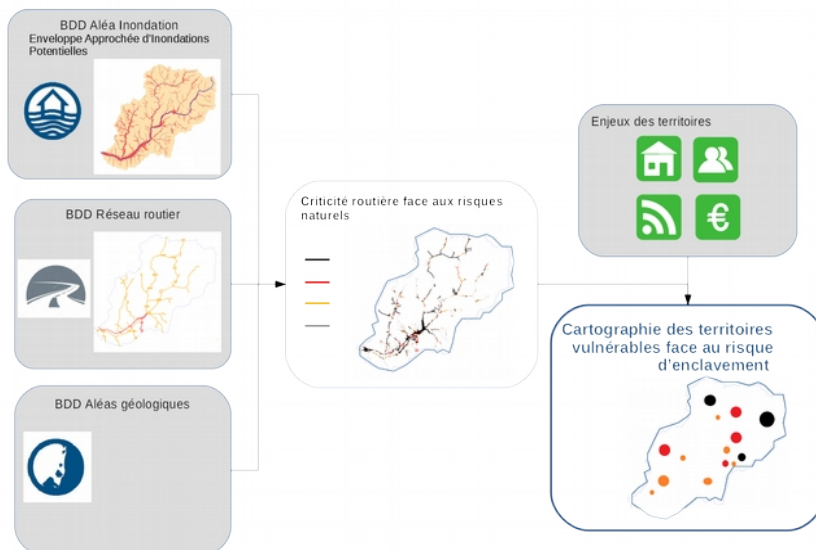 BDD Aléa Inondation
Enveloppe Approchée d'Inondations
Potentielles
BDD Réseau routier
BDD Aléas géologiques
Criticité routière face aux risques
naturels
Enjeux des territoires
€
Cartographie des territoires
vulnérables face au risque
d'enclavement